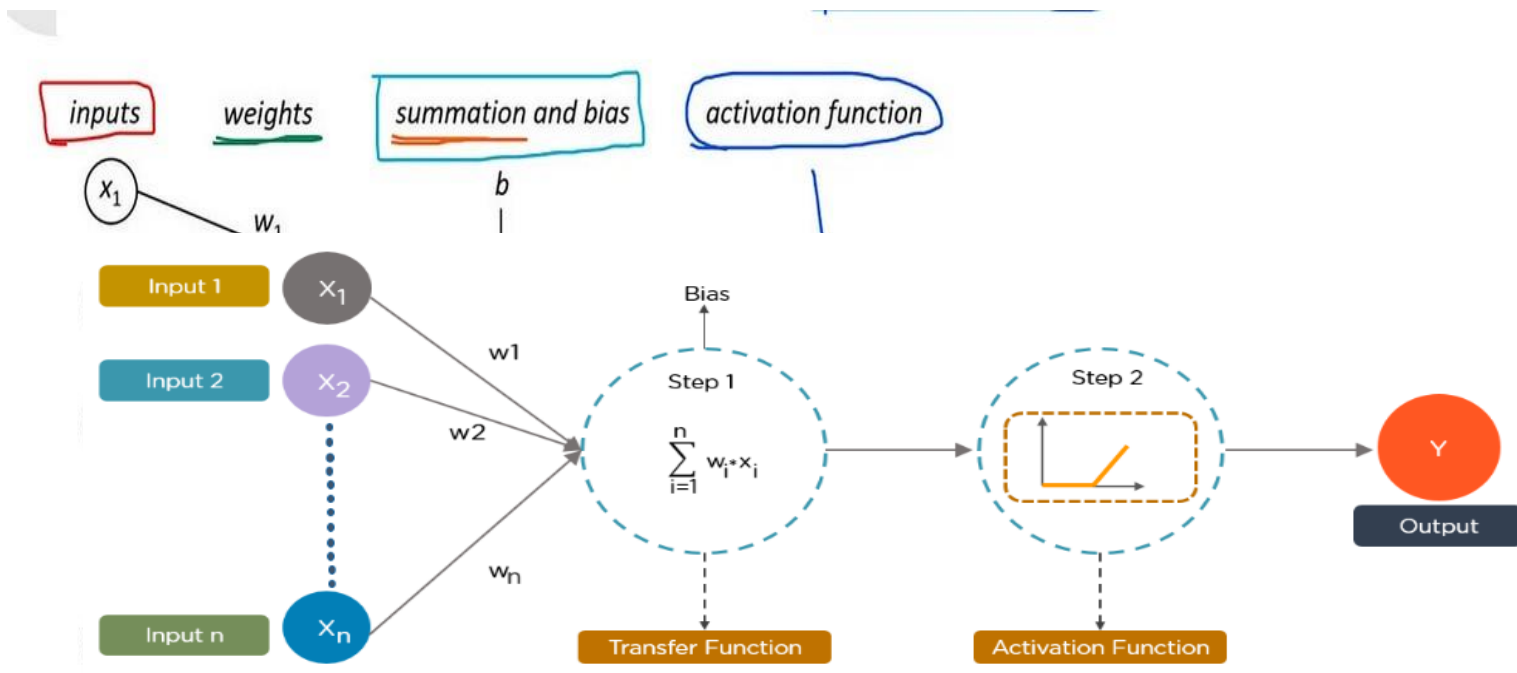 inputs weights summation and bias activation function
x1 b
w1
Input 1 X1 Bias
w1
Input 2 X2 Step 1 Step 2
w2
n
∑ wi*xi Y
i=1
Output
wn
Input n Xn Transfer Function Activation Function